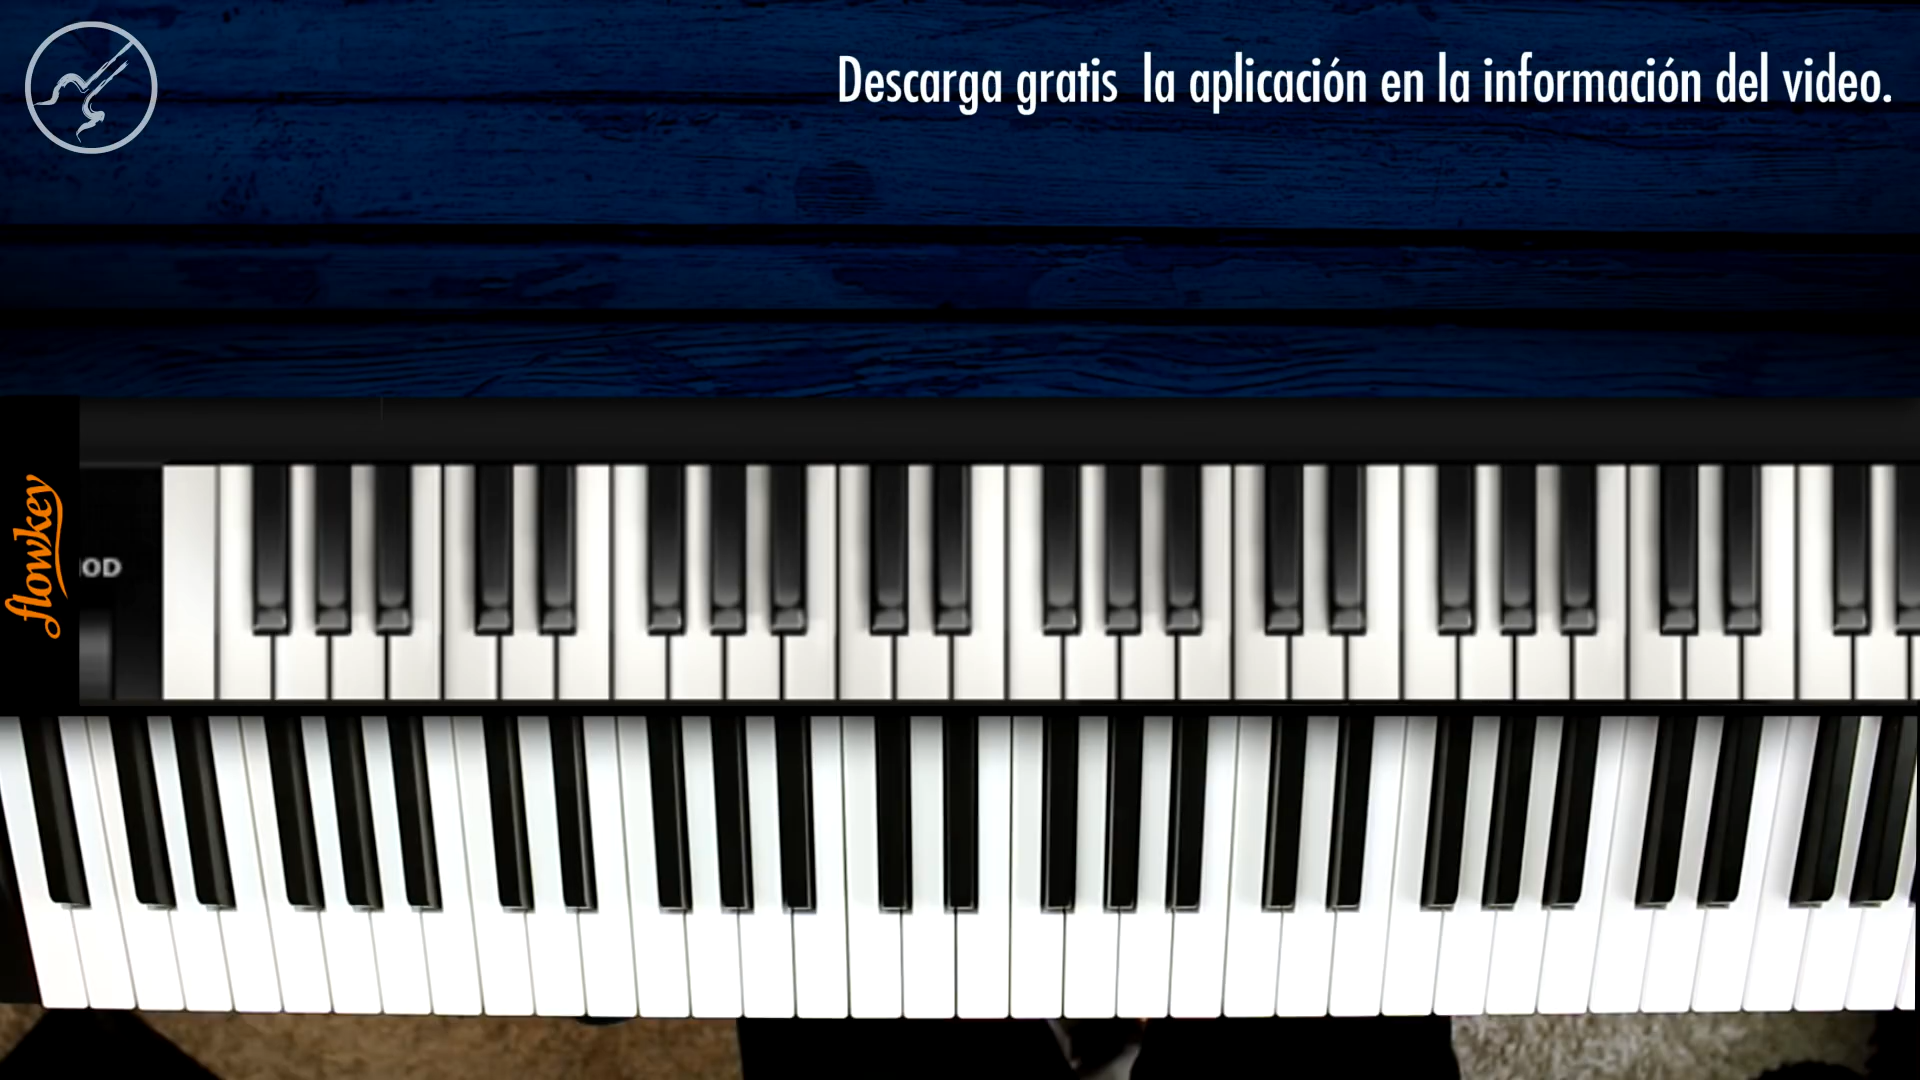 Descarga gratis la aplicación en la información del video.
flowkey
OD